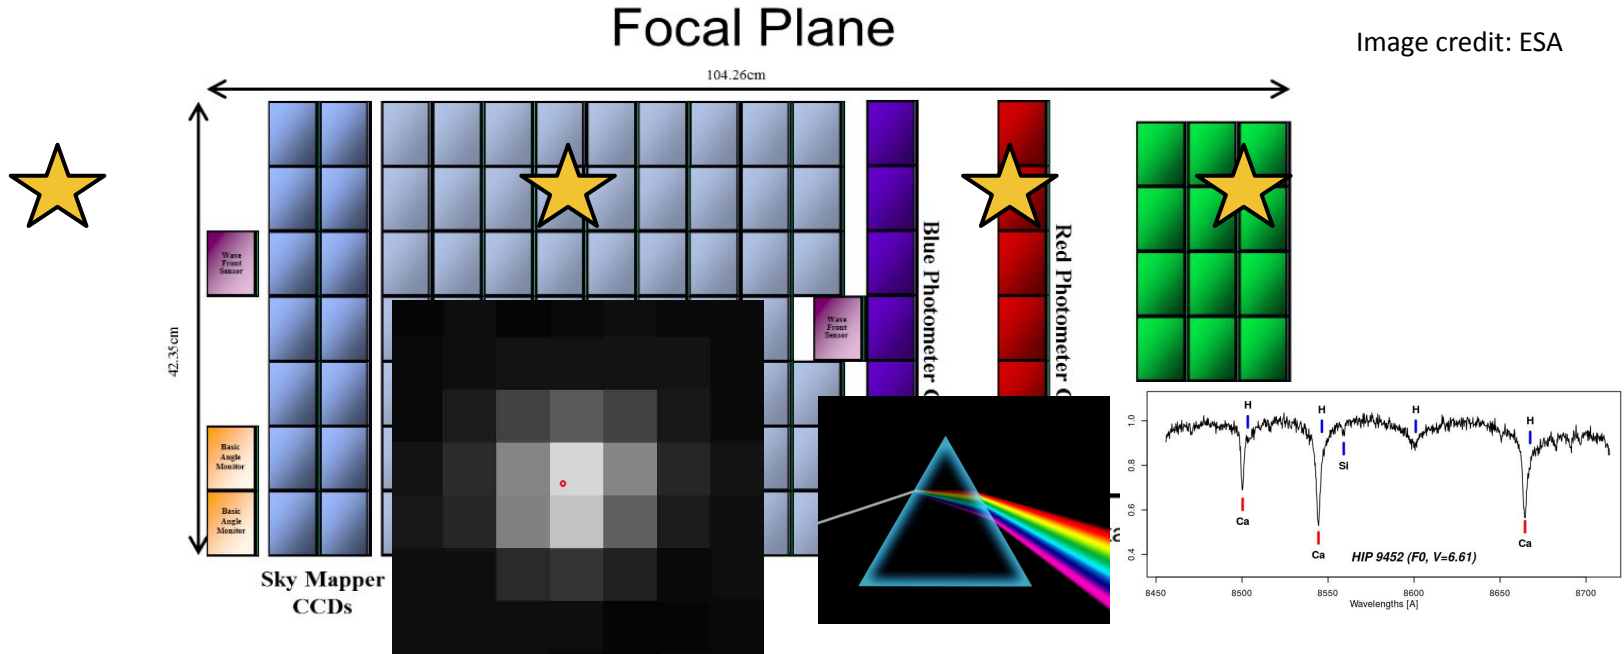 Focal Plane
Image credit: ESA
104.26cm
42.35cm
Wave
Front
Sensor
Wave
Front
Sensor
Blue Photometer
Red Photometer
Basic
Angle
Monitor
Basic
Angle
Monitor
Sky Mapper
CCDs
H
H
H
H
Si
Ca
Ca
Ca
HIP 9452 (F0, V=6.61)
1.0
0.8
0.6
0.4
8450
8500
8550
8600
8650
8700
Wavelengths [A]